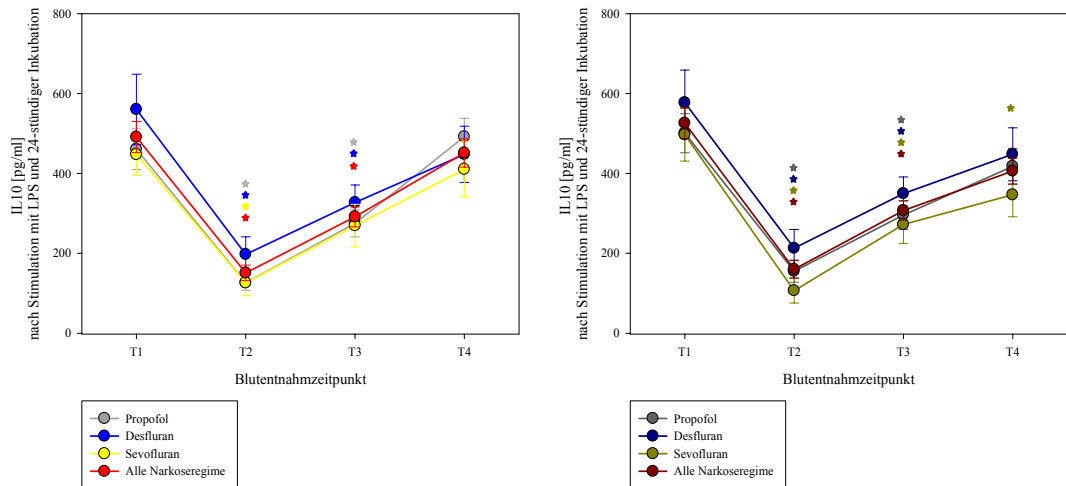 IL10 [pg/ml]
nach Stimulation mit LPS und 24-stündiger Inkubation
800
600
400
200
0
T1
T2
T3
T4
Blutentnahmzeitpunkt
Propofol
Desfluran
Sevofluran
Alle Narkoseregime
IL10 [pg/ml]
nach Stimulation mit LPS und 24-stündiger Inkubation
800
600
400
200
0
T1
T2
T3
T4
Blutentnahmzeitpunkt
Propofol
Desfluran
Sevofluran
Alle Narkoseregime